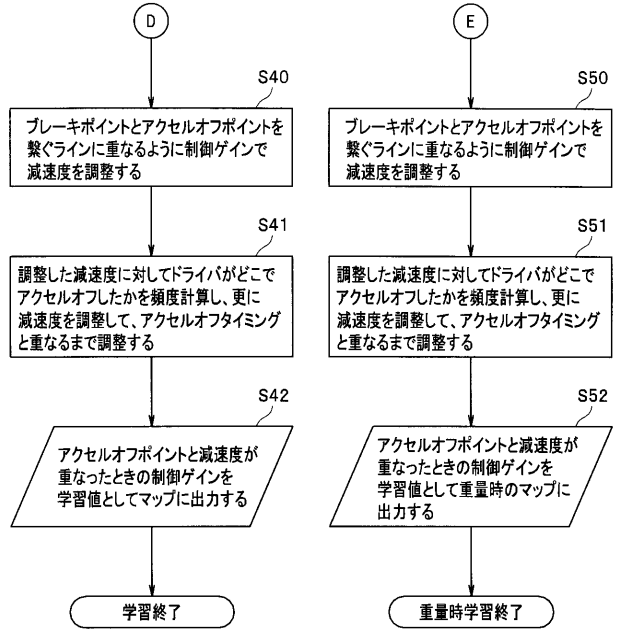 D
S40
ブレーキポイントとアクセルオフポイントを
繋ぐラインに重なるように制御ゲインで
減速度を調整する
S41
調整した減速度に対してドライバがどこで
アクセルオフしたかを頻度計算し、更に
減速度を調整して、アクセルオフタイミング
と重なるまで調整する
S42
アクセルオフポイントと減速度が
重なったときの制御ゲインを
学習値としてマップに出力する
学習終了
E
S50
ブレーキポイントとアクセルオフポイントを
繋ぐラインに重なるように制御ゲインで
減速度を調整する
S51
調整した減速度に対してドライバがどこで
アクセルオフしたかを頻度計算し、更に
減速度を調整して、アクセルオフタイミング
と重なるまで調整する
S52
アクセルオフポイントと減速度が
重なったときの制御ゲインを
学習値として重量時のマップに
出力する
重量時学習終了